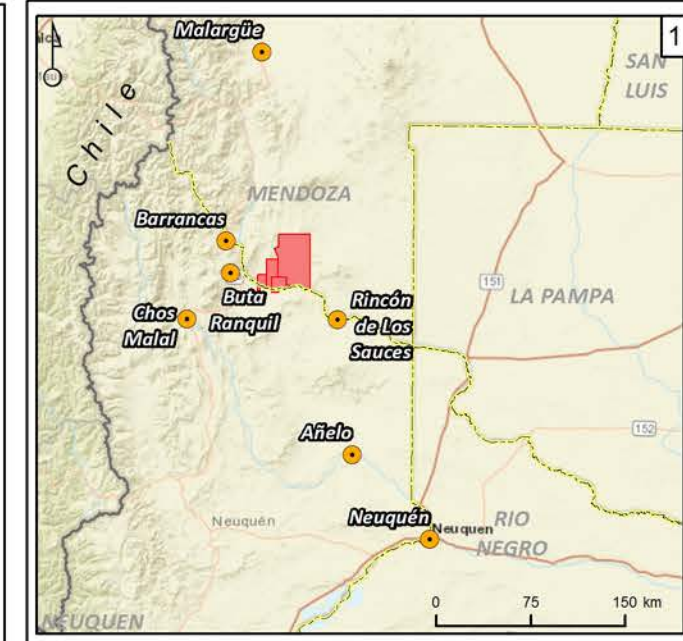 Malargüe
1
SAN
LUIS
Chile
MENDOZA
Barrancas
151
LA PAMPA
Buta
Ranquil
Rincón
de Los
Sauces
Chos
Malal
152
Añelo
Neuquén
Neuquén
Neuquen
RIO
NEGRO
NEUQUEN
0 75 150 km